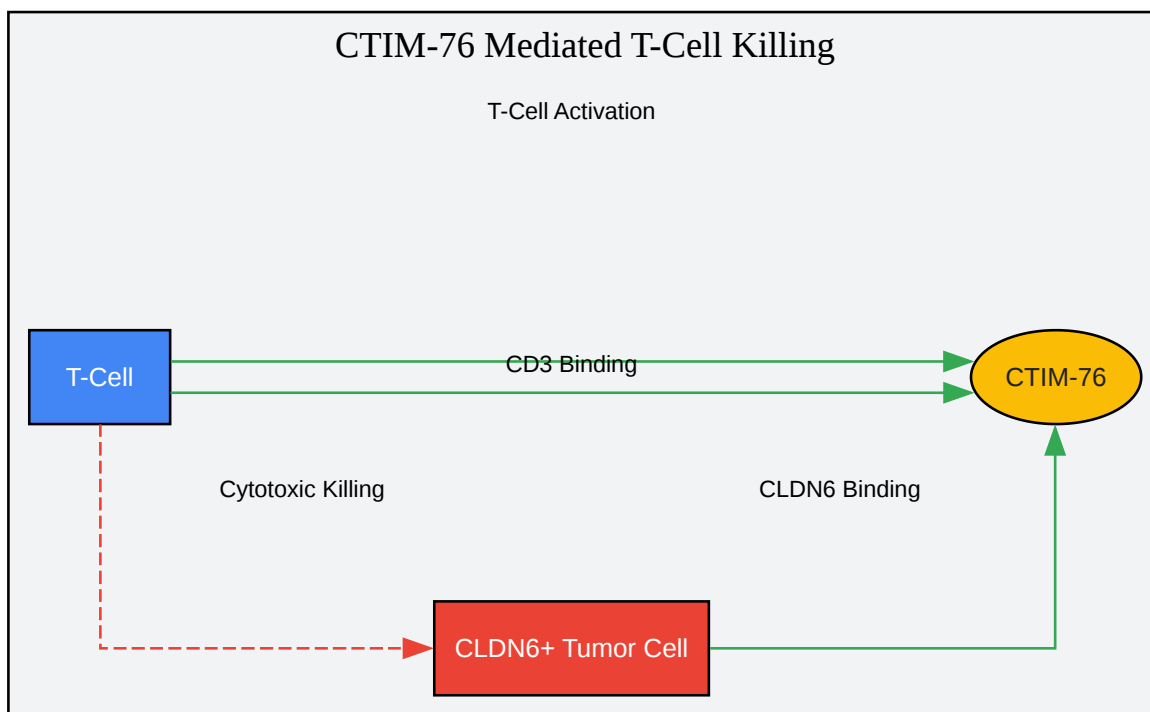 CTIM-76 Mediated T-Cell Killing
T-Cell Activation
CD3 Binding
T-Cell
CTIM-76
Cytotoxic Killing
CLDN6 Binding
CLDN6+ Tumor Cell